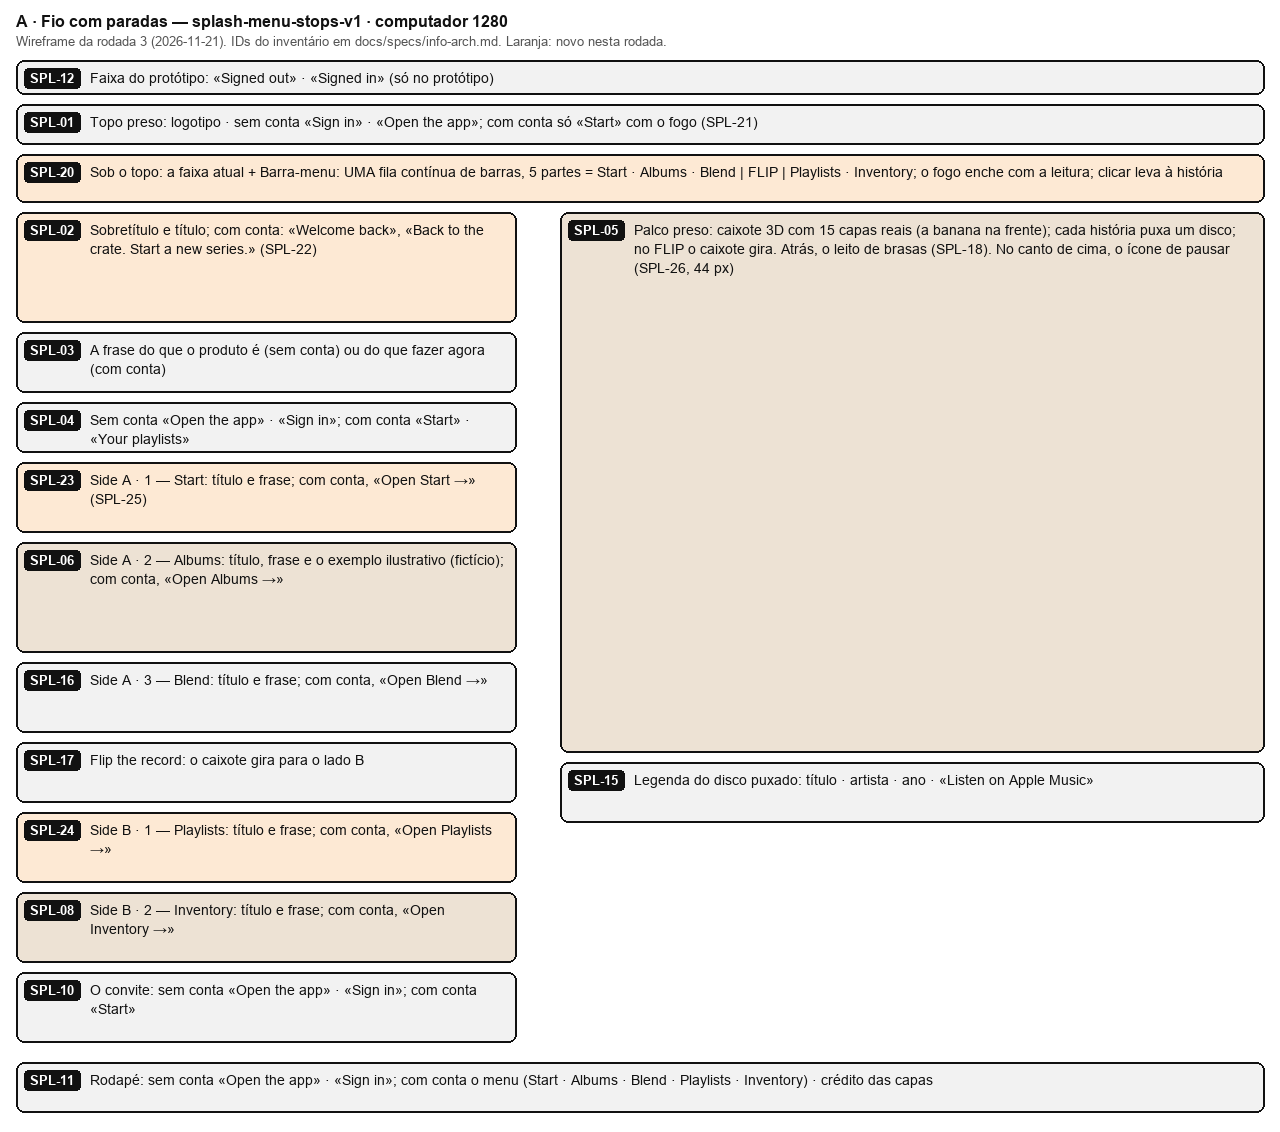 A · Fio com paradas — splash-menu-stops-v1 · computador 1280
Wireframe da rodada 3 (2026-11-21). IDs do inventário em docs/specs/info-arch.md. Laranja: novo nesta rodada.
SPL-12 Faixa do protótipo: «Signed out» · «Signed in» (só no protótipo)
SPL-01 Topo preso: logotipo · sem conta «Sign in» · «Open the app»; com conta só «Start» com o fogo (SPL-21)
SPL-20 Sob o topo: a faixa atual + Barra-menu: UMA fila contínua de barras, 5 partes = Start · Albums · Blend | FLIP | Playlists · Inventory; o fogo enche com a leitura; clicar leva à história
SPL-02 Sobretítulo e título; com conta: «Welcome back», «Back to the
crate. Start a new series.» (SPL-22)
SPL-03 A frase do que o produto é (sem conta) ou do que fazer agora
(com conta)
SPL-04 Sem conta «Open the app» · «Sign in»; com conta «Start» ·
«Your playlists»
SPL-23 Side A · 1 — Start: título e frase; com conta, «Open Start →»
(SPL-25)
SPL-06 Side A · 2 — Albums: título, frase e o exemplo ilustrativo (fictício);
com conta, «Open Albums →»
SPL-16 Side A · 3 — Blend: título e frase; com conta, «Open Blend →»
SPL-17 Flip the record: o caixote gira para o lado B
SPL-24 Side B · 1 — Playlists: título e frase; com conta, «Open Playlists
→»
SPL-08 Side B · 2 — Inventory: título e frase; com conta, «Open
Inventory →»
SPL-10 O convite: sem conta «Open the app» · «Sign in»; com conta
«Start»
SPL-05 Palco preso: caixote 3D com 15 capas reais (a banana na frente); cada história puxa um disco;
no FLIP o caixote gira. Atrás, o leito de brasas (SPL-18). No canto de cima, o ícone de pausar
(SPL-26, 44 px)
SPL-15 Legenda do disco puxado: título · artista · ano · «Listen on Apple Music»
SPL-11 Rodapé: sem conta «Open the app» · «Sign in»; com conta o menu (Start · Albums · Blend · Playlists · Inventory) · crédito das capas